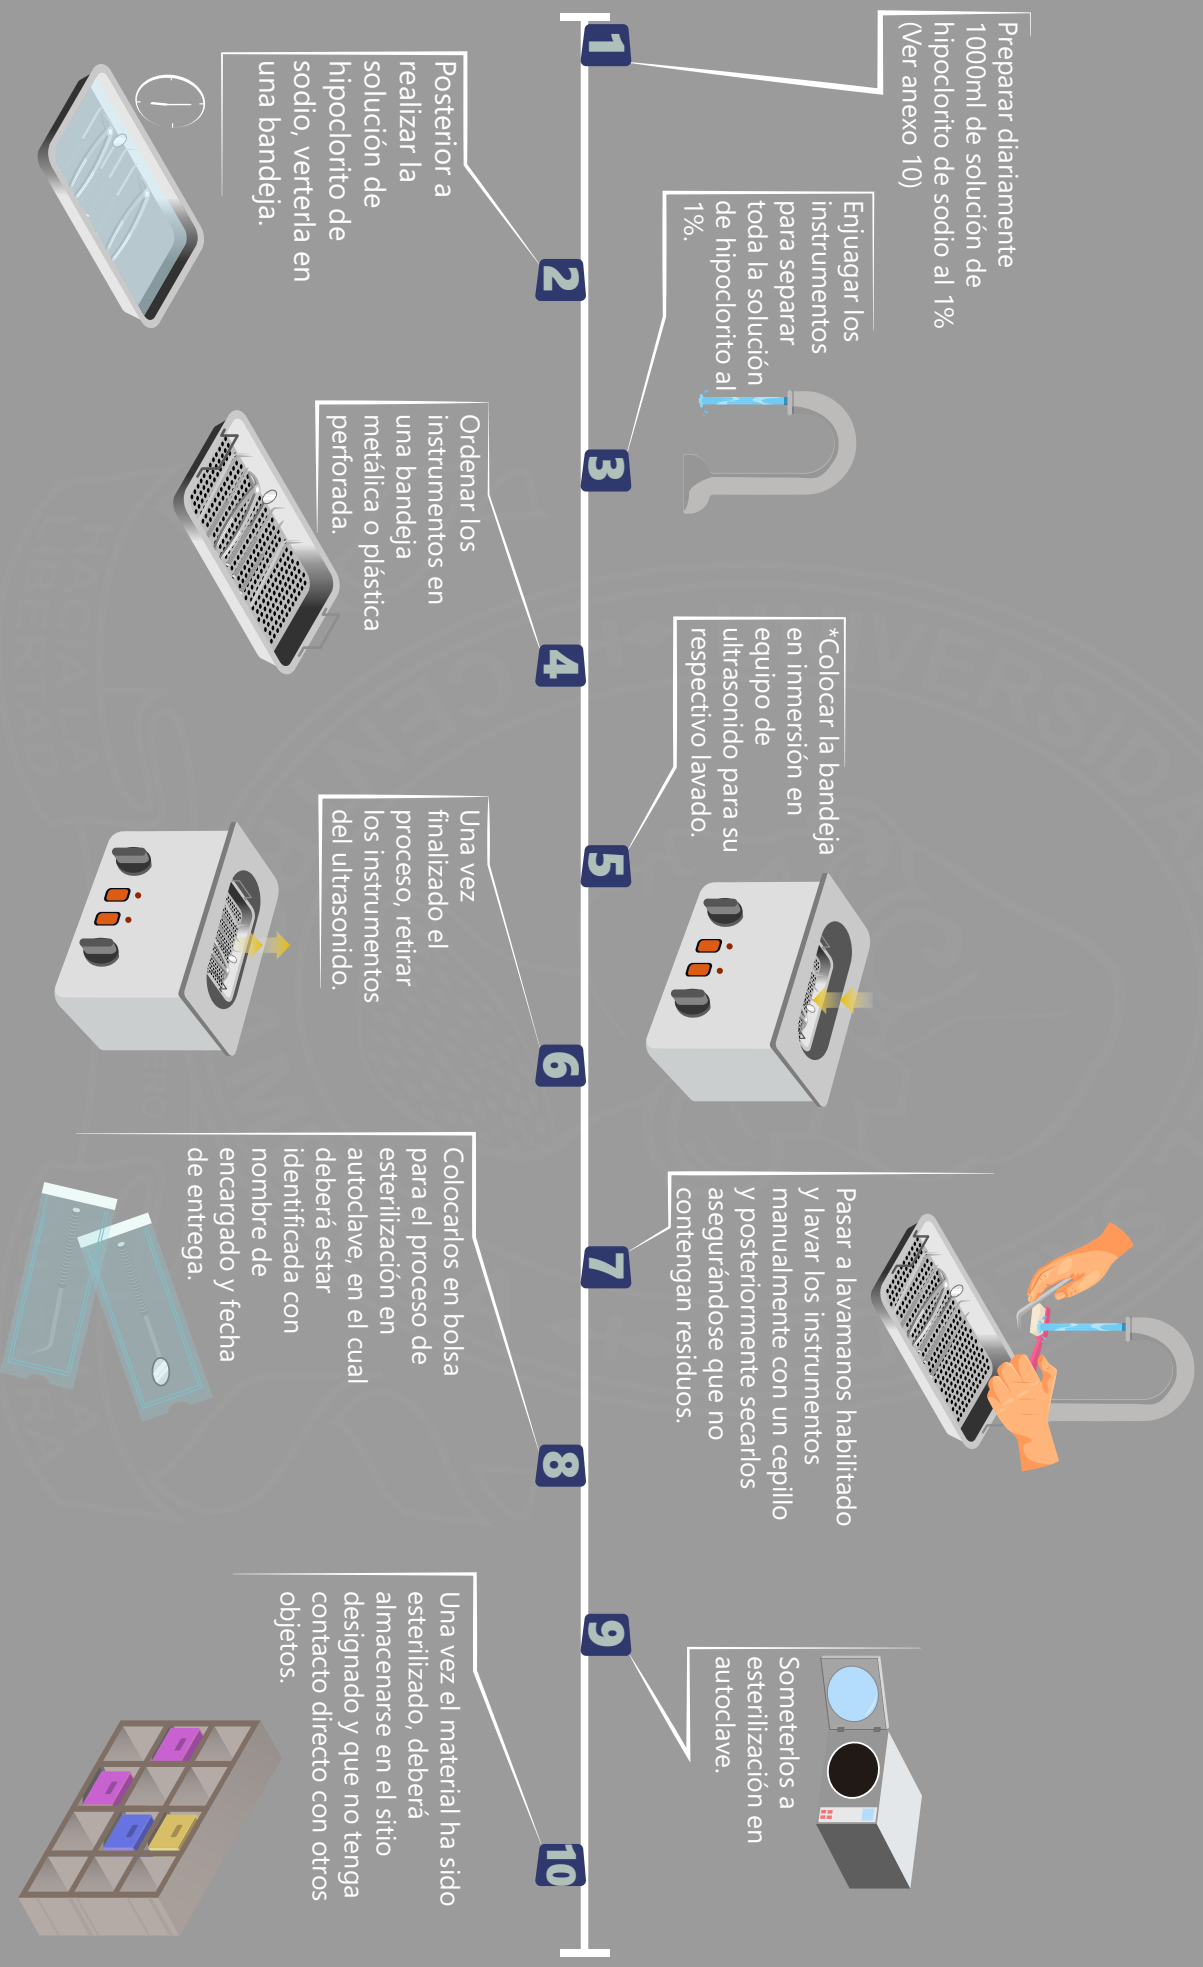 1
Preparar diariamente
1000ml de solución de
hipoclorito de sodio al 1%
(Ver anexo 10)
2
Posterior a
realizar la
solución de
hipoclorito de
sodio, verterla en
una bandeja.
3
Enjuagar los
instrumentos
para separar
toda la solución
de hipoclorito al
1%.
4
Ordenar los
instrumentos en
una bandeja
metálica o plástica
perforada.
5
*Colocar la bandeja
en inmersión en
equipo de
ultrasonido para su
respectivo lavado.
6
Una vez
finalizado el
proceso, retirar
los instrumentos
del ultrasonido.
7
Pasar a lavamanos habilitado
y lavar los instrumentos
manualmente con un cepillo
y posteriormente secarlos
asegurándose que no
contengan residuos.
8
Colocarlos en bolsa
para el proceso de
esterilización en
autoclave, en el cual
deberá estar
identificada con
nombre de
encargado y fecha
de entrega.
9
Someterlos a
esterilización en
autoclave.
10
Una vez el material ha sido
esterilizado, deberá
almacenarse en el sitio
designado y que no tenga
contacto directo con otros
objetos.